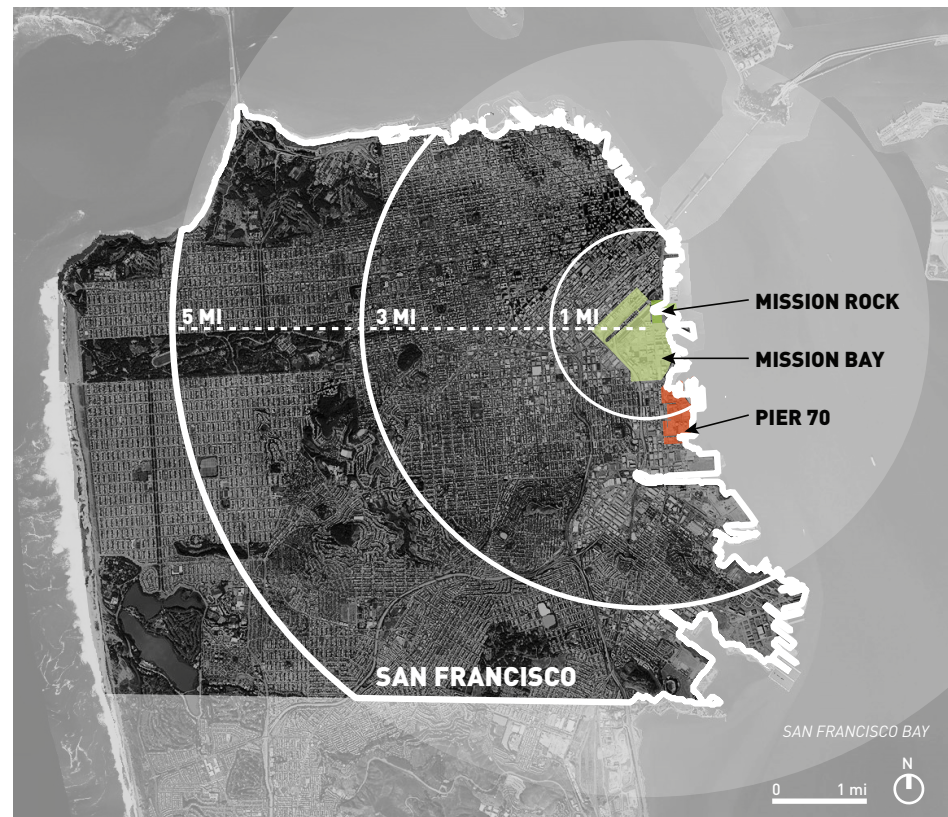 5 MI
3 MI
1 MI
MISSION ROCK
MISSION BAY
PIER 70
SAN FRANCISCO
SAN FRANCISCO BAY
N
0 1 mi